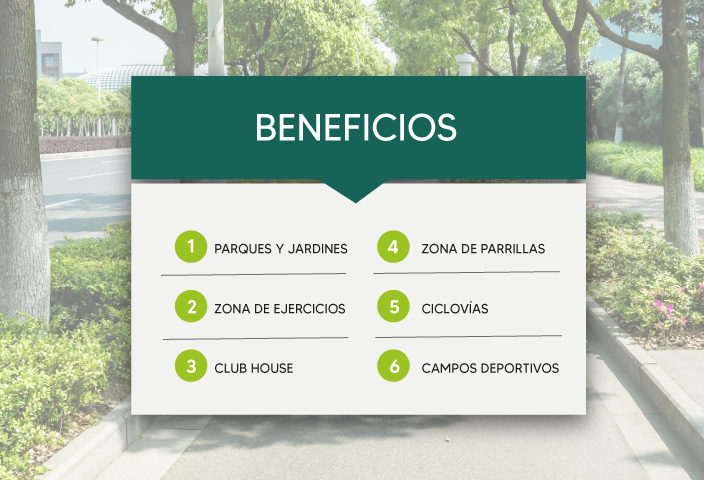 BENEFICIOS
1 PARQUES Y JARDINES
2 ZONA DE EJERCICIOS
3 CLUB HOUSE
4 ZONA DE PARRILLAS
5 CICLOVÍAS
6 CAMPOS DEPORTIVOS